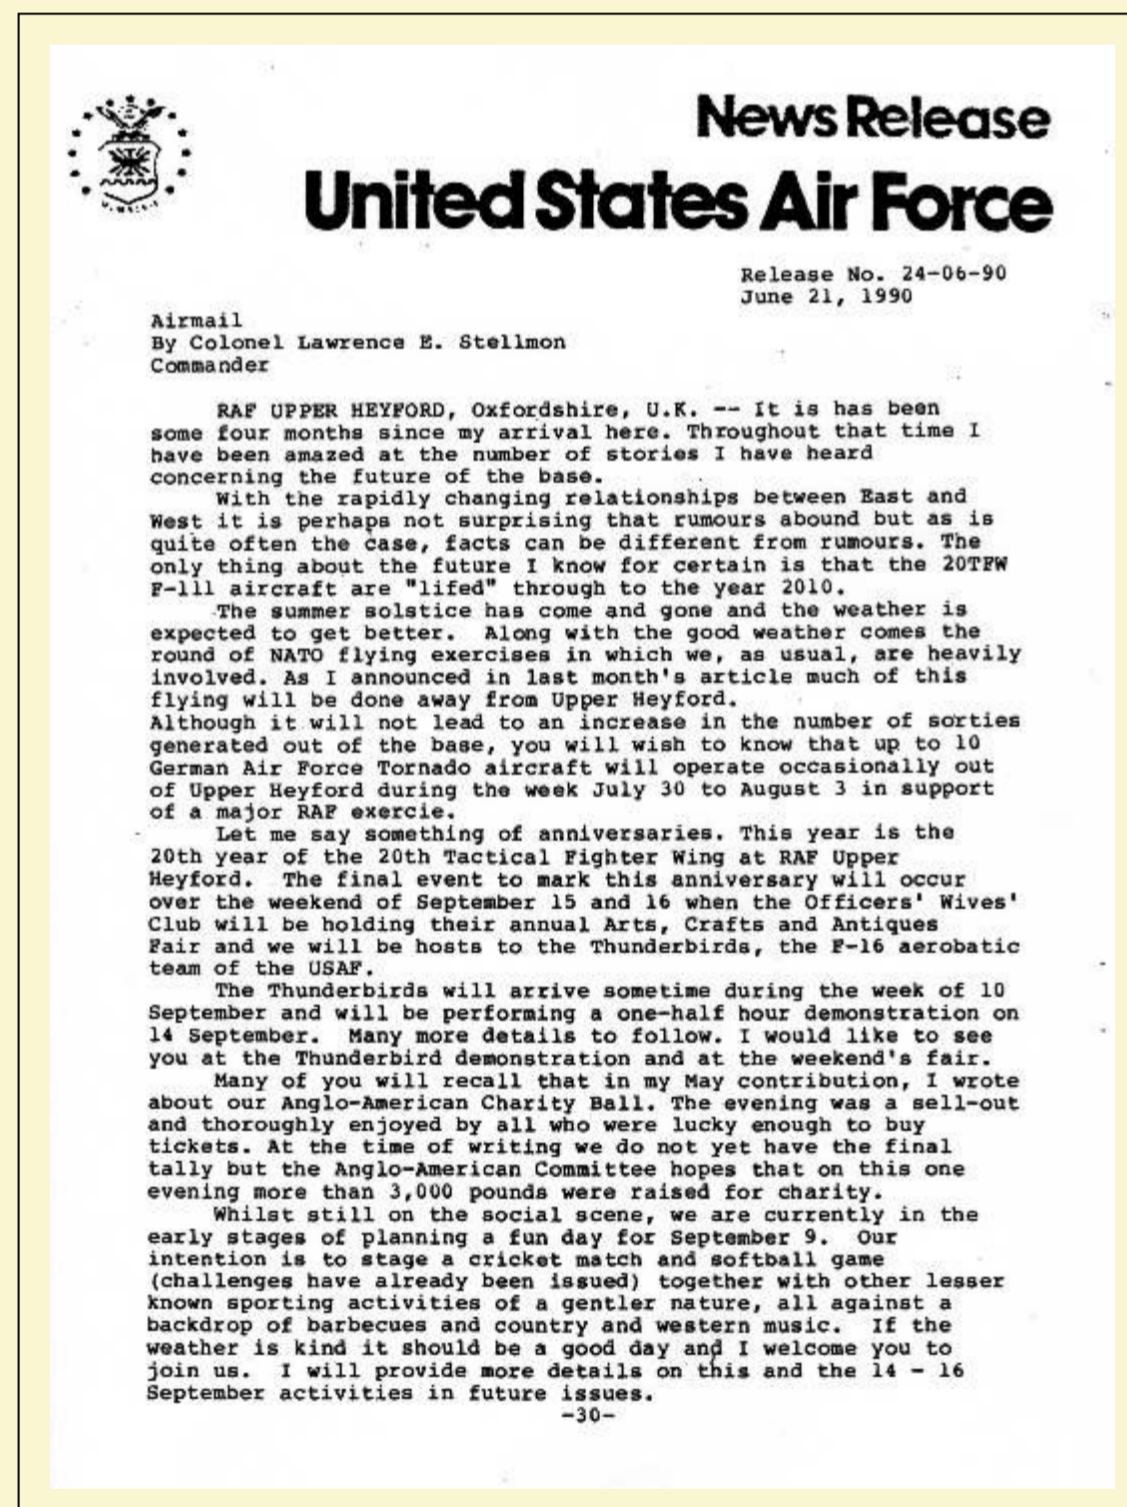 News Release
United States Air Force
Release No. 24-06-90
June 21, 1990
Airmail
By Colonel Lawrence E. Stellmon
Commander
RAF UPPER HEYFORD, Oxfordshire, U.K. -- It is has been
some four months since my arrival here. Throughout that time I
have been amazed at the number of stories I have heard
concerning the future of the base.
With the rapidly changing relationships between East and
West it is perhaps not surprising that rumours abound but as is
quite often the case, facts can be different from rumours. The
only thing about the future I know for certain is that the 20TFW
F-111 aircraft are "lifed" through to the year 2010.
The summer solstice has come and gone and the weather is
expected to get better. Along with the good weather comes the
round of NATO flying exercises in which we, as usual, are heavily
involved. As I announced in last month's article much of this
flying will be done away from Upper Heyford.
Although it will not lead to an increase in the number of sorties
generated out of the base, you will wish to know that up to 10
German Air Force Tornado aircraft will operate occasionally out
of Upper Heyford during the week July 30 to August 3 in support
of a major RAF exercie.
Let me say something of anniversaries. This year is the
20th year of the 20th Tactical Fighter Wing at RAF Upper
Heyford. The final event to mark this anniversary will occur
over the weekend of September 15 and 16 when the Officers' Wives'
Club will be holding their annual Arts, Crafts and Antiques
Fair and we will be hosts to the Thunderbirds, the F-16 aerobatic
team of the USAF.
The Thunderbirds will arrive sometime during the week of 10
September and will be performing a one-half hour demonstration on
14 September. Many more details to follow. I would like to see
you at the Thunderbird demonstration and at the weekend's fair.
Many of you will recall that in my May contribution, I wrote
about our Anglo-American Charity Ball. The evening was a sell-out
and thoroughly enjoyed by all who were lucky enough to buy
tickets. At the time of writing we do not yet have the final
tally but the Anglo-American Committee hopes that on this one
evening more than 3,000 pounds were raised for charity.
Whilst still on the social scene, we are currently in the
early stages of planning a fun day for September 9. Our
intention is to stage a cricket match and softball game
(challenges have already been issued) together with other lesser
known sporting activities of a gentler nature, all against a
backdrop of barbecues and country and western music. If the
weather is kind it should be a good day and I welcome you to
join us. I will provide more details on this and the 14 - 16
September activities in future issues.
-30-